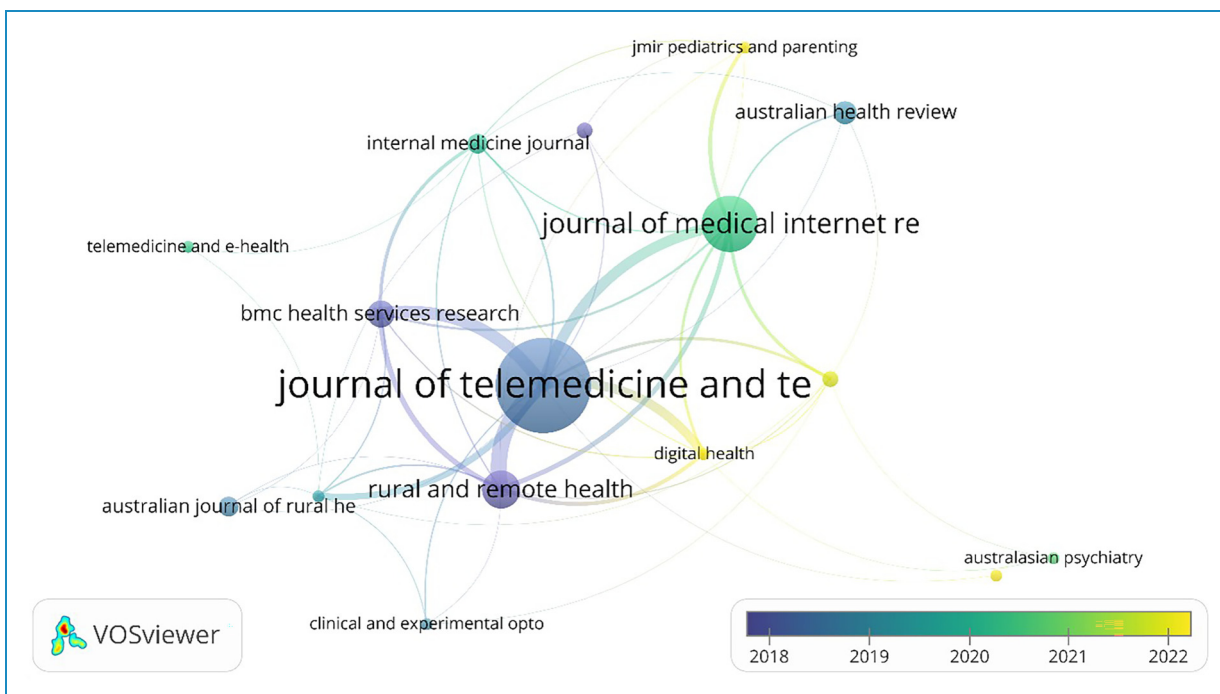 jmir pediatrics and parenting
australian health review
internal medicine journal
journal of medical internet re
telemedicine and e-health
bmc health services research
journal of telemedicine and te
digital health
rural and remote health
australian journal of rural he
australasian psychiatry
clinical and experimental opto
VOSviewer
2018 2019 2020 2021 2022